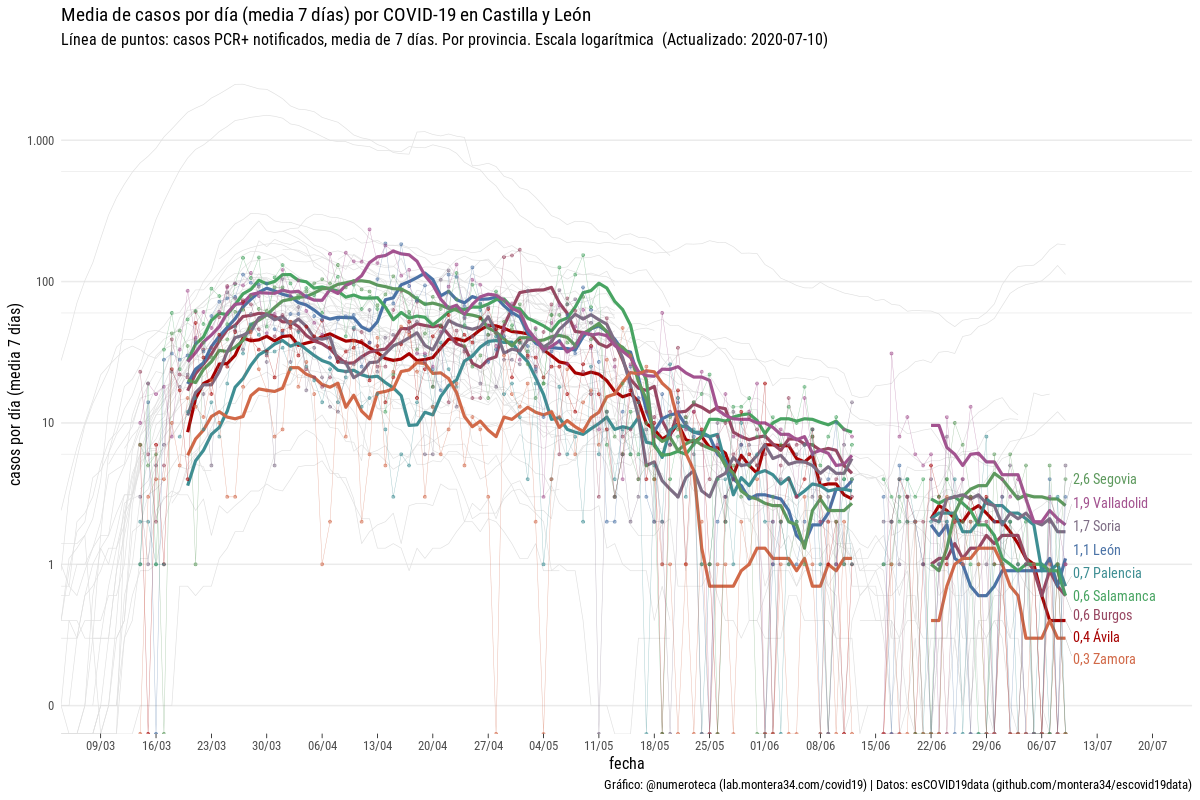 Media de casos por día (media 7 días) por COVID-19 en Castilla y León
Línea de puntos: casos PCR+ notificados, media de 7 días. Por provincia. Escala logarítmica  (Actualizado: 2020-07-10)
casos por día (media 7 días)
1.000
100
10
1
0
2,6 Segovia
1,9 Valladolid
1,7 Soria
1,1 León
0,7 Palencia
0,6 Salamanca
0,6 Burgos
0,4 Ávila
0,3 Zamora
09/03 16/03 23/03 30/03 06/04 13/04 20/04 27/04 04/05 11/05 18/05 25/05 01/06 08/06 15/06 22/06 29/06 06/07 13/07 20/07
fecha
Gráfico: @numeroteca (lab.montera34.com/covid19) | Datos: esCOVID19data (github.com/montera34/escovid19data)